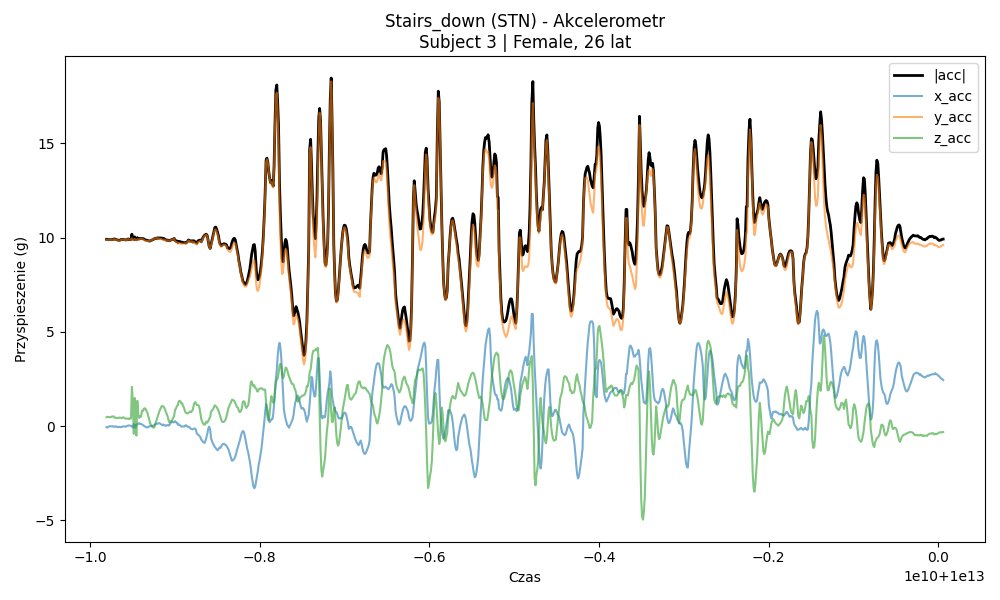 Stairs_down (STN) - Akcelerometr
Subject 3 | Female, 26 lat
|acc|
x_acc
y_acc
z_acc
Przyspieszenie (g)
15
10
5
0
−5
−1.0
−0.8
−0.6
−0.4
−0.2
0.0
1e10+1e13
Czas